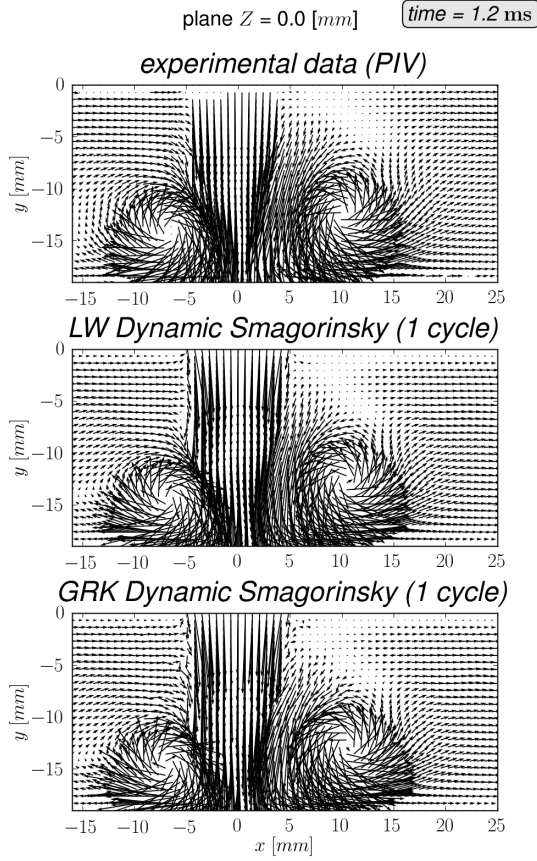 plane Z = 0.0 [mm]
time = 1.2 ms
experimental data (PIV)
0
−5
−10
−15
y [mm]
−15 −10 −5 0 5 10 15 20 25
LW Dynamic Smagorinsky (1 cycle)
0
−5
−10
−15
y [mm]
−15 −10 −5 0 5 10 15 20 25
GRK Dynamic Smagorinsky (1 cycle)
0
−5
−10
−15
y [mm]
−15 −10 −5 0 5 10 15 20 25
x [mm]